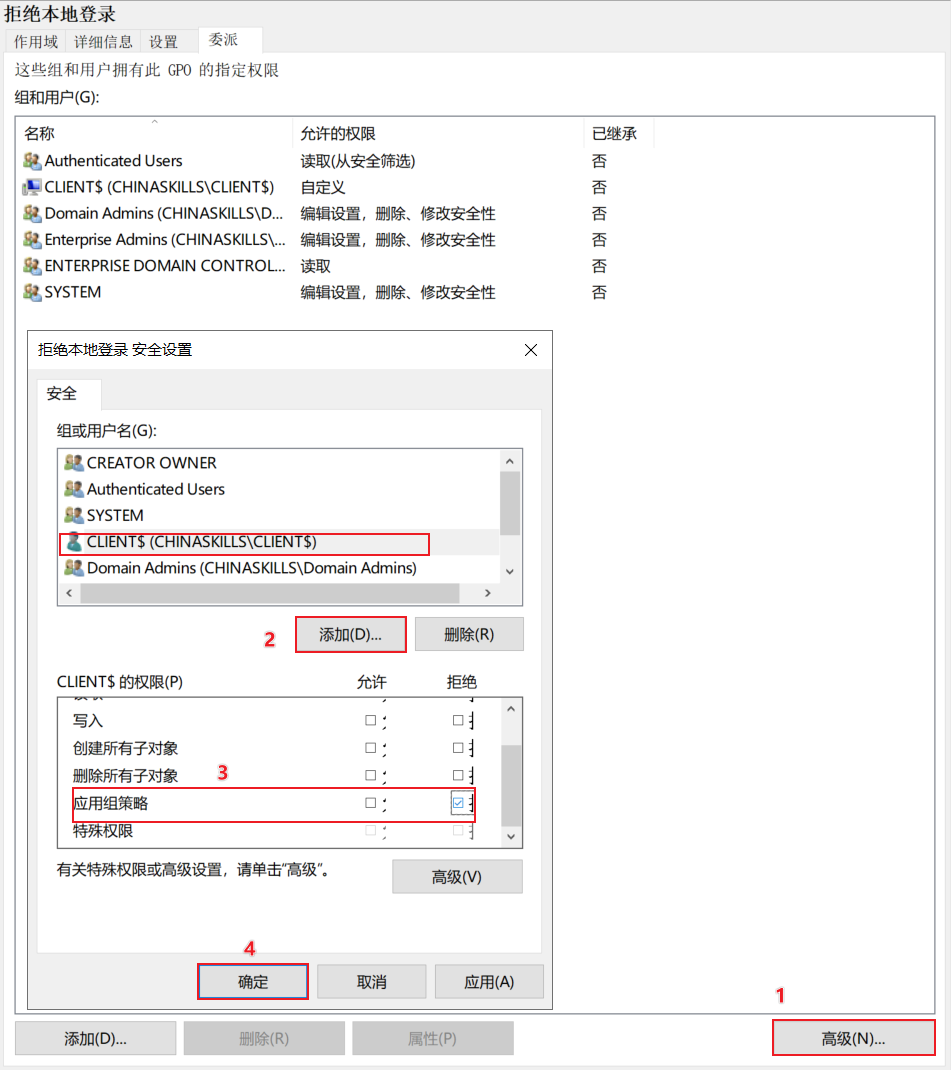 拒绝本地登录
作用域 详细信息 设置 委派
这些组和用户拥有此 GPO 的指定权限
组和用户(G):
名称 允许的权限 已继承
Authenticated Users 读取(从安全筛选) 否
CLIENT$ (CHINASKILLS\CLIENT$) 自定义 否
Domain Admins (CHINASKILLS\D... 编辑设置，删除、修改安全性 否
Enterprise Admins (CHINASKILLS\... 编辑设置，删除、修改安全性 否
ENTERPRISE DOMAIN CONTROL... 读取 否
SYSTEM 编辑设置，删除、修改安全性 否
拒绝本地登录 安全设置
安全
组或用户名(G):
CREATOR OWNER
Authenticated Users
SYSTEM
CLIENT$ (CHINASKILLS\CLIENT$)
Domain Admins (CHINASKILLS\Domain Admins)
2 添加(D)... 删除(R)
CLIENT$ 的权限(P) 允许 拒绝
写入
创建所有子对象
删除所有子对象 3
应用组策略
特殊权限
有关特殊权限或高级设置，请单击"高级"。
高级(V)
4
确定 取消 应用(A)
1
添加(D)... 删除(R) 属性(P) 高级(N)...